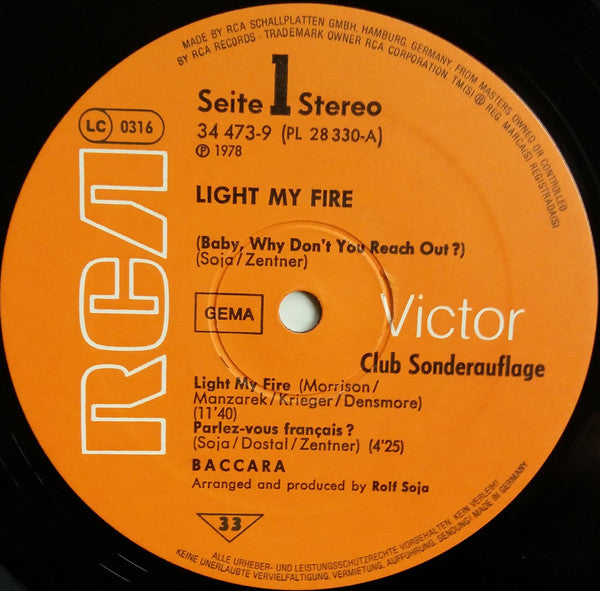 MADE BY RCA SCHALLPLATTEN GMBH, HAMBURG, GERMANY, FROM MASTERS OWNED OR CONTROLLED
BY RCA RECORDS · TRADEMARK OWNER RCA CORPORATION TM(S) ® REG MARCA(S) REGISTRADA(S)
Seite 1 Stereo
34 473-9 (PL 28 330-A)
℗ 1978
LC 0316
RCA
LIGHT MY FIRE
(Baby, Why Don't You Reach Out?)
(Soja/Zentner)
GEMA
Victor
Club Sonderauflage
Light My Fire (Morrison/
Manzarek/Krieger/Densmore)
(11'40)
Parlez-vous français?
(Soja/Dostal/Zentner) (4'25)
BACCARA
Arranged and produced by Rolf Soja
33
ALLE URHEBER- UND LEISTUNGSSCHUTZRECHTE VORBEHALTEN. KEIN VERLEIH!
KEINE UNERLAUBTE VERVIELFÄLTIGUNG, VERMIETUNG, AUFFÜHRUNG, SENDUNG! MADE IN GERMANY